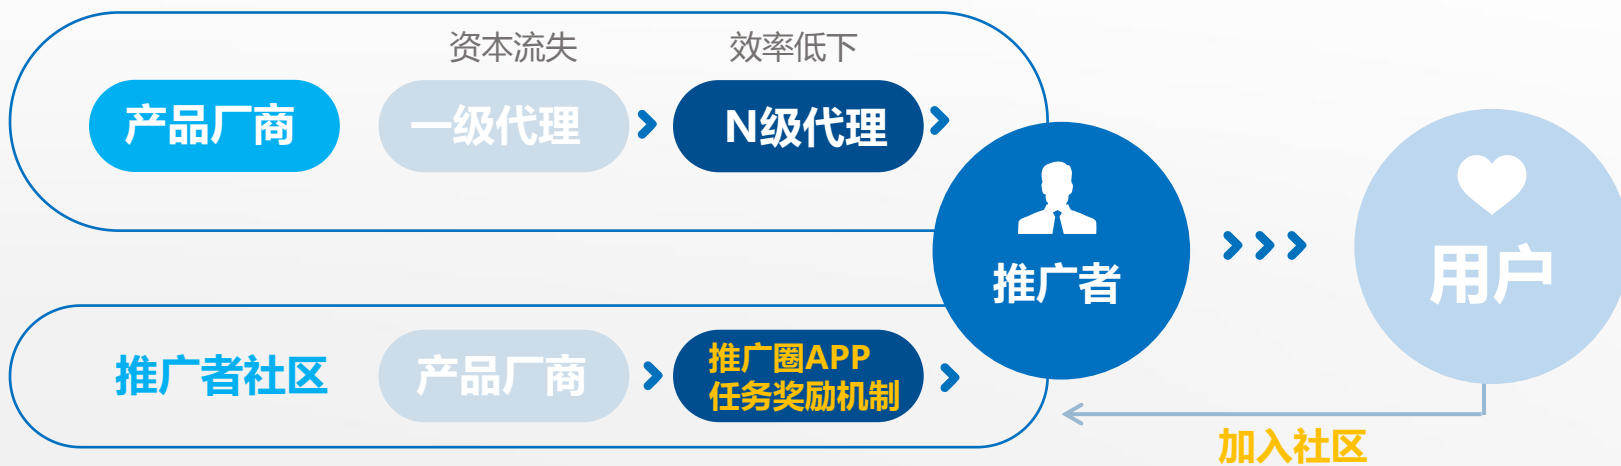 资本流失
效率低下
产品厂商
一级代理
N级代理
推广者
用户
推广者社区
产品厂商
推广圈APP
任务奖励机制
加入社区